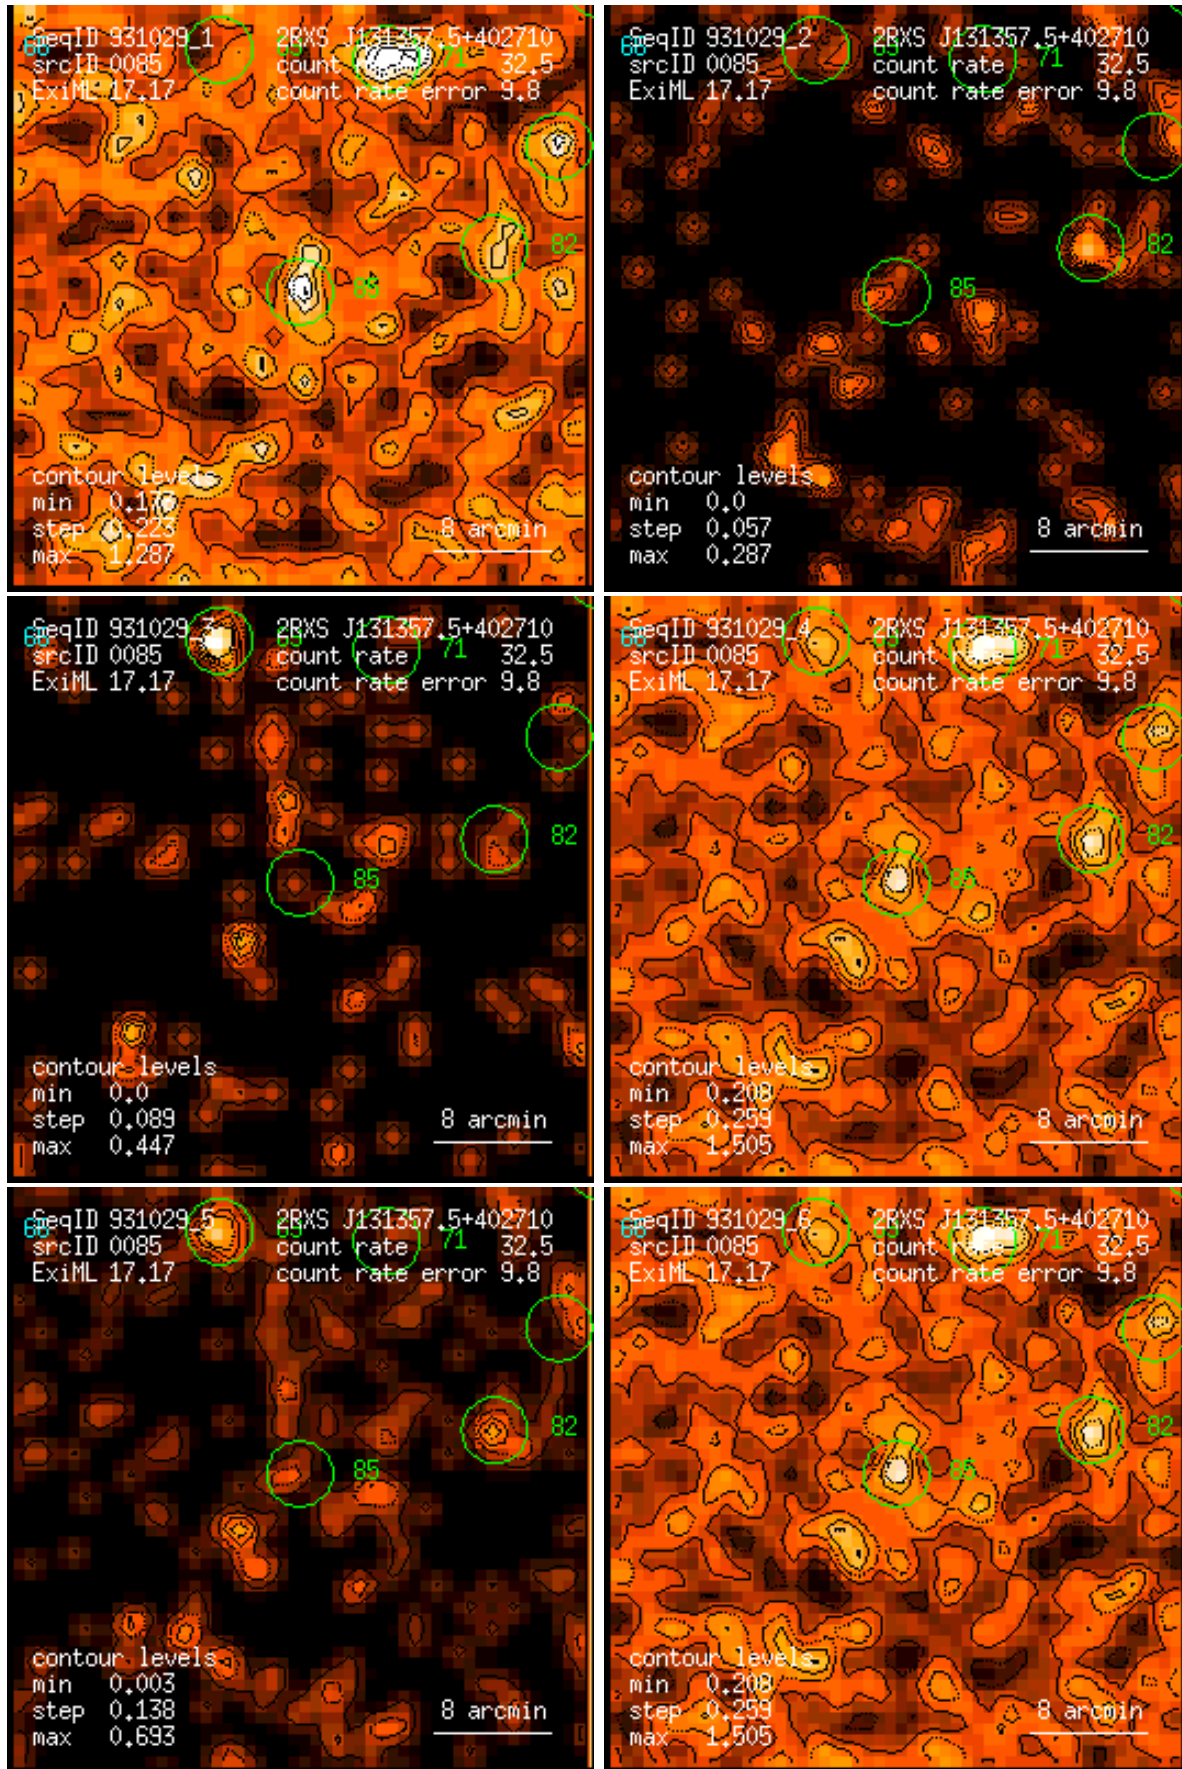 SeqID 931029_1 2RXS J131357.5+402710
68 srcID 0085 count rate 71 32.5
ExiML 17.17 count rate error 9.8
82
85
contour levels
min
step 0.223 8 arcmin
max 1.287
SeqID 931029_2 2RXS J131357.5+402710
srcID 0085 count rate 71 32.5
ExiML 17.17 count rate error 9.8
82
85
contour levels
min 0.0
step 0.057 8 arcmin
max 0.287
SeqID 931029_3 2RXS J131357.5+402710
srcID 0085 count rate 71 32.5
ExiML 17.17 count rate error 9.8
82
85
contour levels
min 0.0
step 0.089 8 arcmin
max 0.447
SeqID 931029_4 2RXS J131357.5+402710
srcID 0085 count rate 71 32.5
ExiML 17.17 count rate error 9.8
82
85
contour levels
min 0.208
step 0.259 8 arcmin
max 1.505
SeqID 931029_5 2RXS J131357.5+402710
srcID 0085 count rate 71 32.5
ExiML 17.17 count rate error 9.8
82
85
contour levels
min 0.003
step 0.138 8 arcmin
max 0.693
SeqID 931029_6 2RXS J131357.5+402710
srcID 0085 count rate 71 32.5
ExiML 17.17 count rate error 9.8
82
85
contour levels
min 0.208
step 0.259 8 arcmin
max 1.505